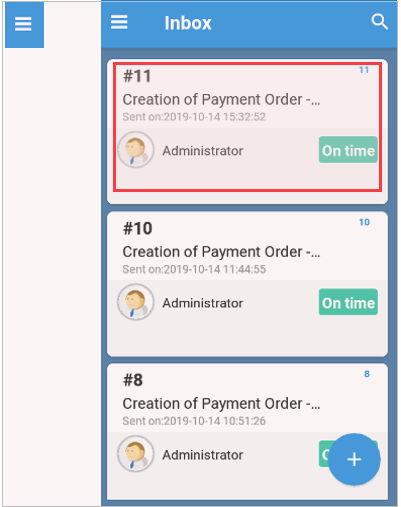 Inbox
#11
11
Creation of Payment Order -...
Sent on:2019-10-14 15:32:52
Administrator
On time
#10
10
Creation of Payment Order -...
Sent on:2019-10-14 11:44:55
Administrator
On time
#8
8
Creation of Payment Order -...
Sent on:2019-10-14 10:51:26
Administrator